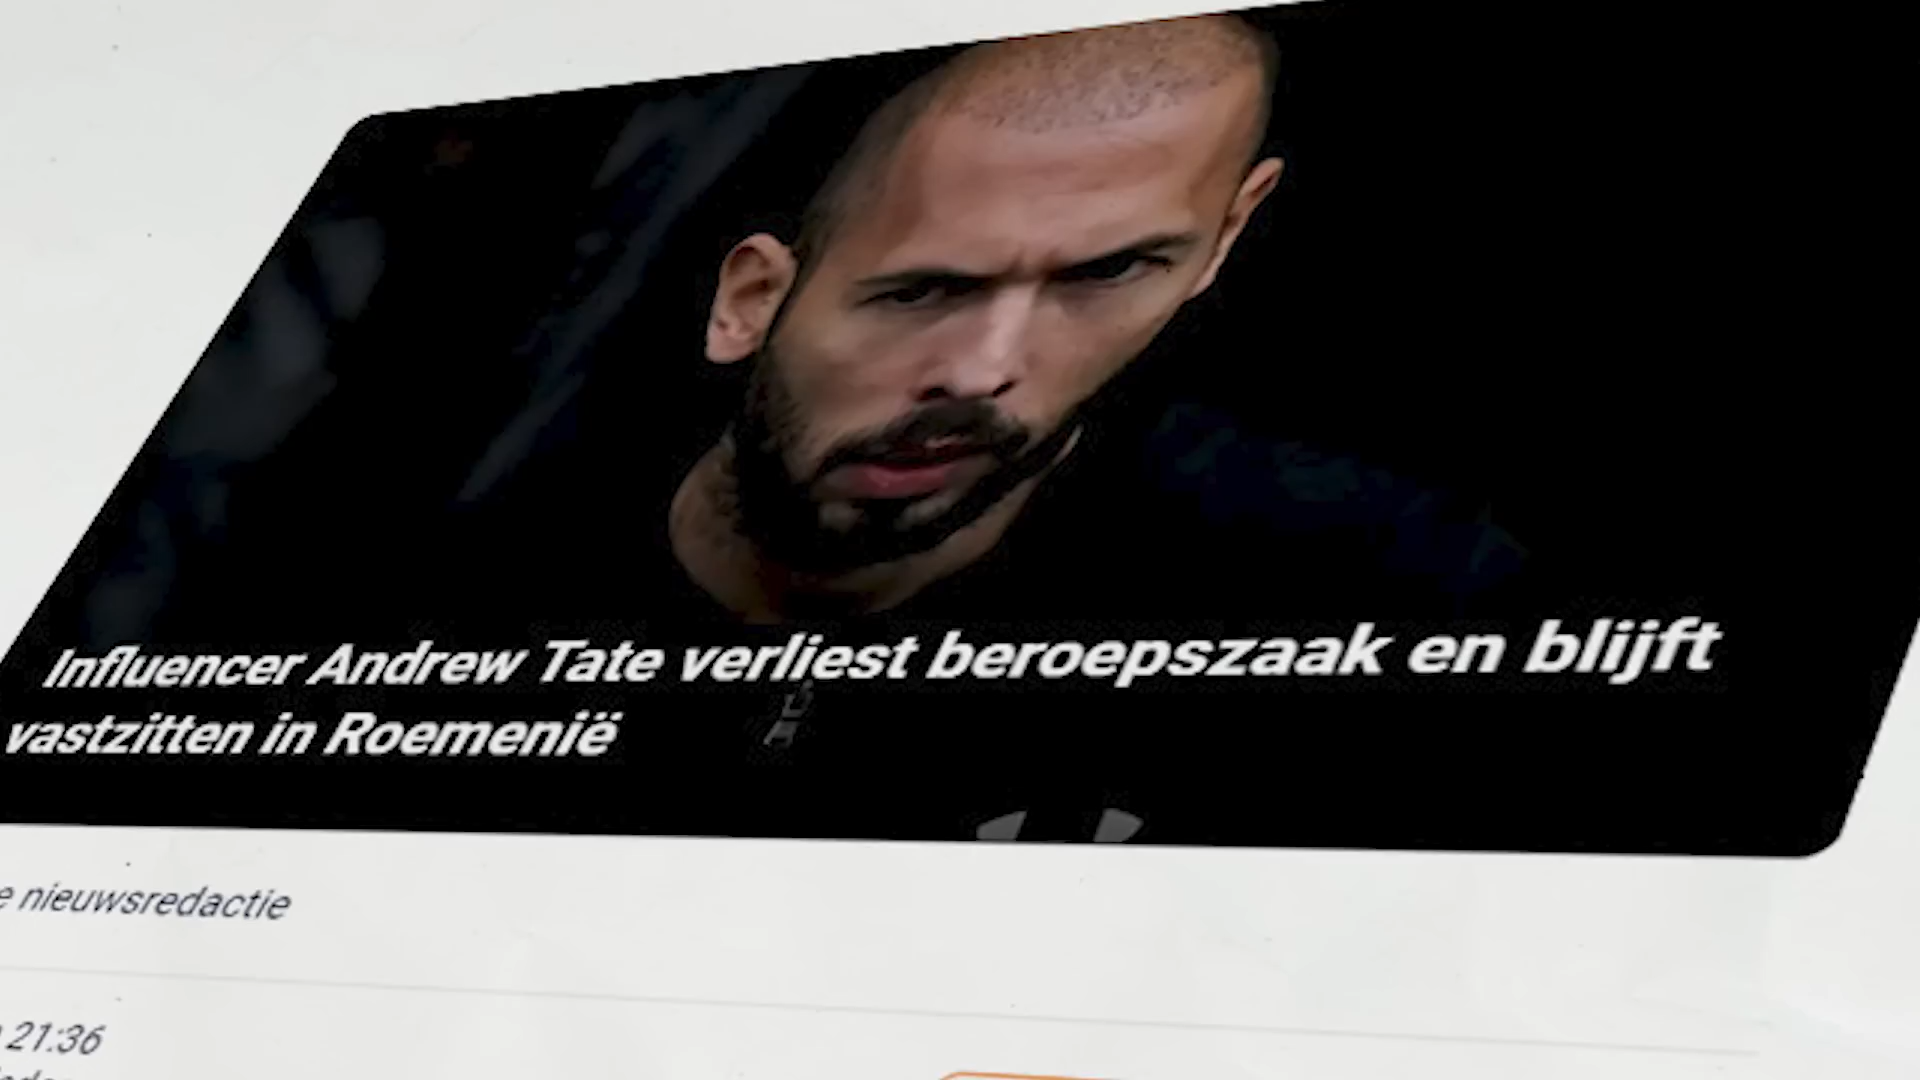 Influencer Andrew Tate verliest beroepszaak en blijft
vastzitten in Roemenië
e nieuwsredactie
21:36